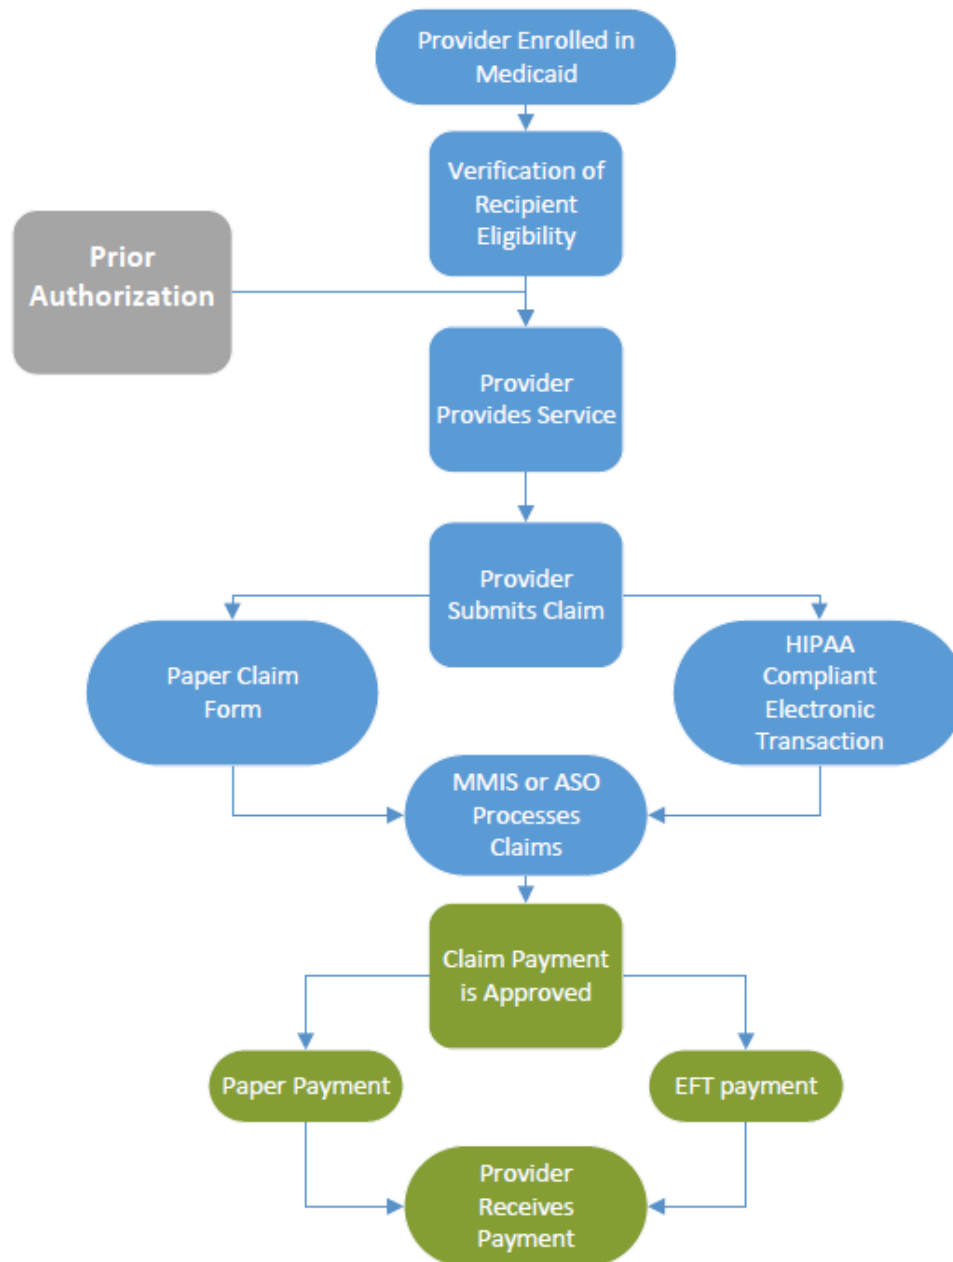 Provider Enrolled in
Medicaid
Verification of
Recipient
Eligibility
Prior
Authorization
Provider
Provides Service
Provider
Submits Claim
Paper Claim
Form
HIPAA
Compliant
Electronic
Transaction
MMIS or ASO
Processes
Claims
Claim Payment
is Approved
Paper Payment
EFT payment
Provider
Receives
Payment